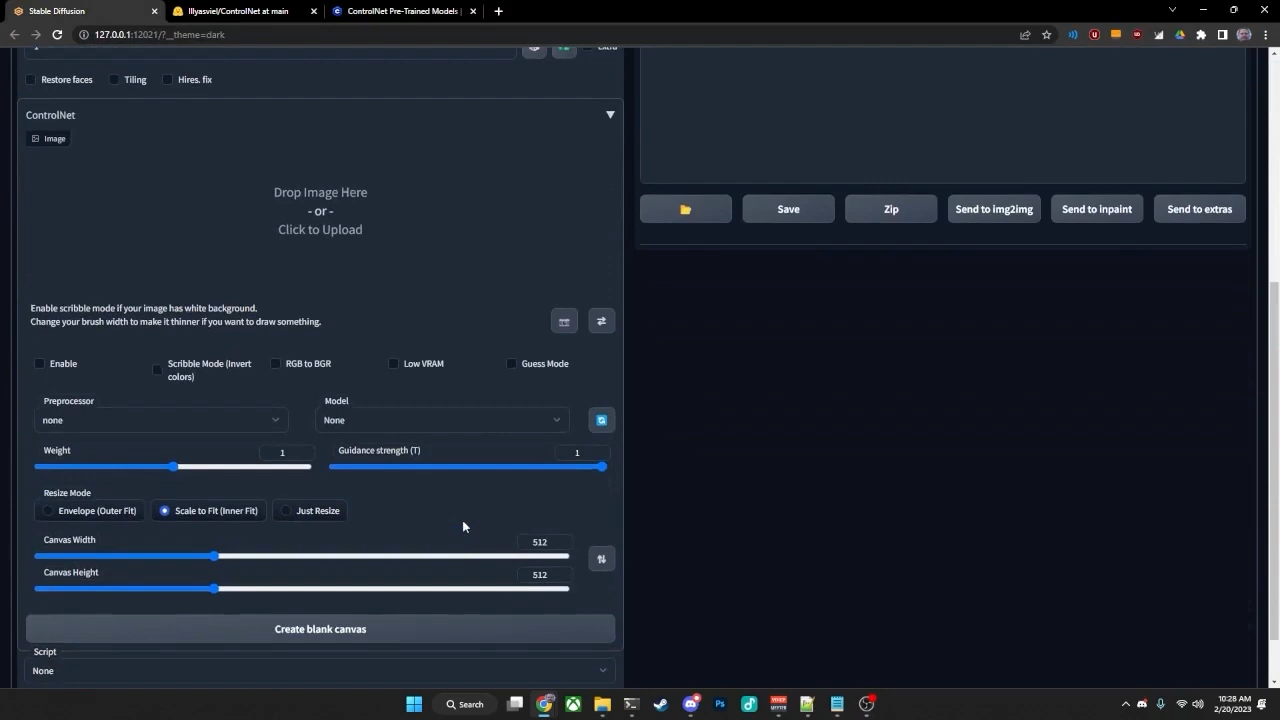 Stable Diffusion
lllyasviel/ControlNet at main
ControlNet Pre-Trained Models |
127.0.0.1:12021/?__theme=dark
Extra
Restore faces
Tiling
Hires. fix
ControlNet
Image
Drop Image Here
- or -
Click to Upload
Enable scribble mode if your image has white background.
Change your brush width to make it thinner if you want to draw something.
Enable
Scribble Mode (Invert
colors)
RGB to BGR
Low VRAM
Guess Mode
Preprocessor
none
Model
None
Weight
1
Guidance strength (T)
1
Resize Mode
Envelope (Outer Fit)
Scale to Fit (Inner Fit)
Just Resize
Canvas Width
512
Canvas Height
512
Create blank canvas
Script
None
Save
Zip
Send to img2img
Send to inpaint
Send to extras
Search
10:28 AM
2/20/2023